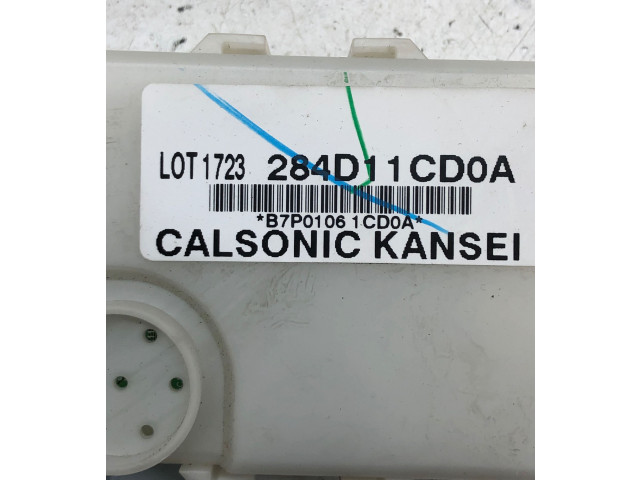 LOT 1723 284D11CD0A
*B7P0106 1CD0A*
CALSONIC KANSEI